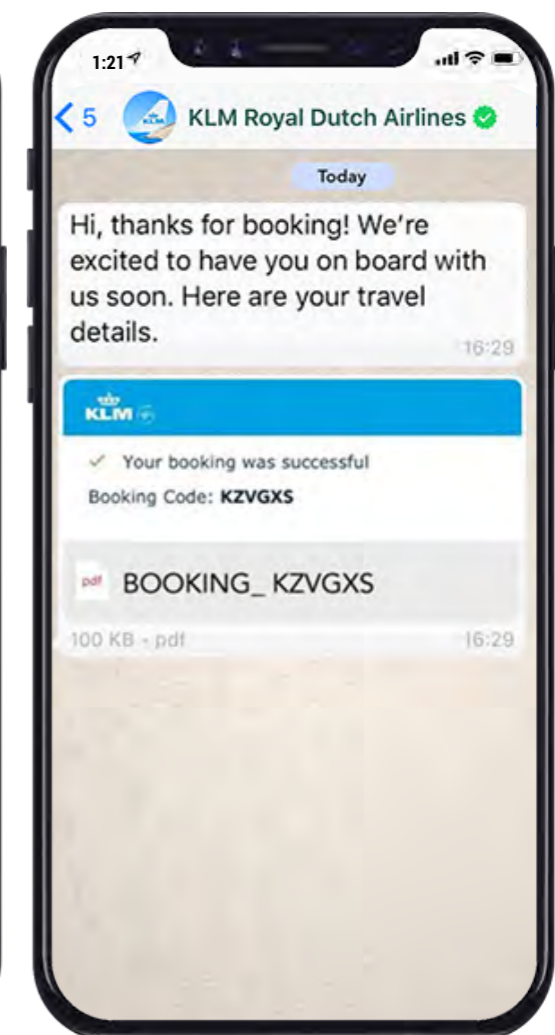 1:21
5 KLM Royal Dutch Airlines
Today
Hi, thanks for booking! We’re
excited to have you on board with
us soon. Here are your travel
details.
16:29
KLM
Your booking was successful
Booking Code: KZVGXS
pdf BOOKING_ KZVGXS
100 KB - pdf 16:29